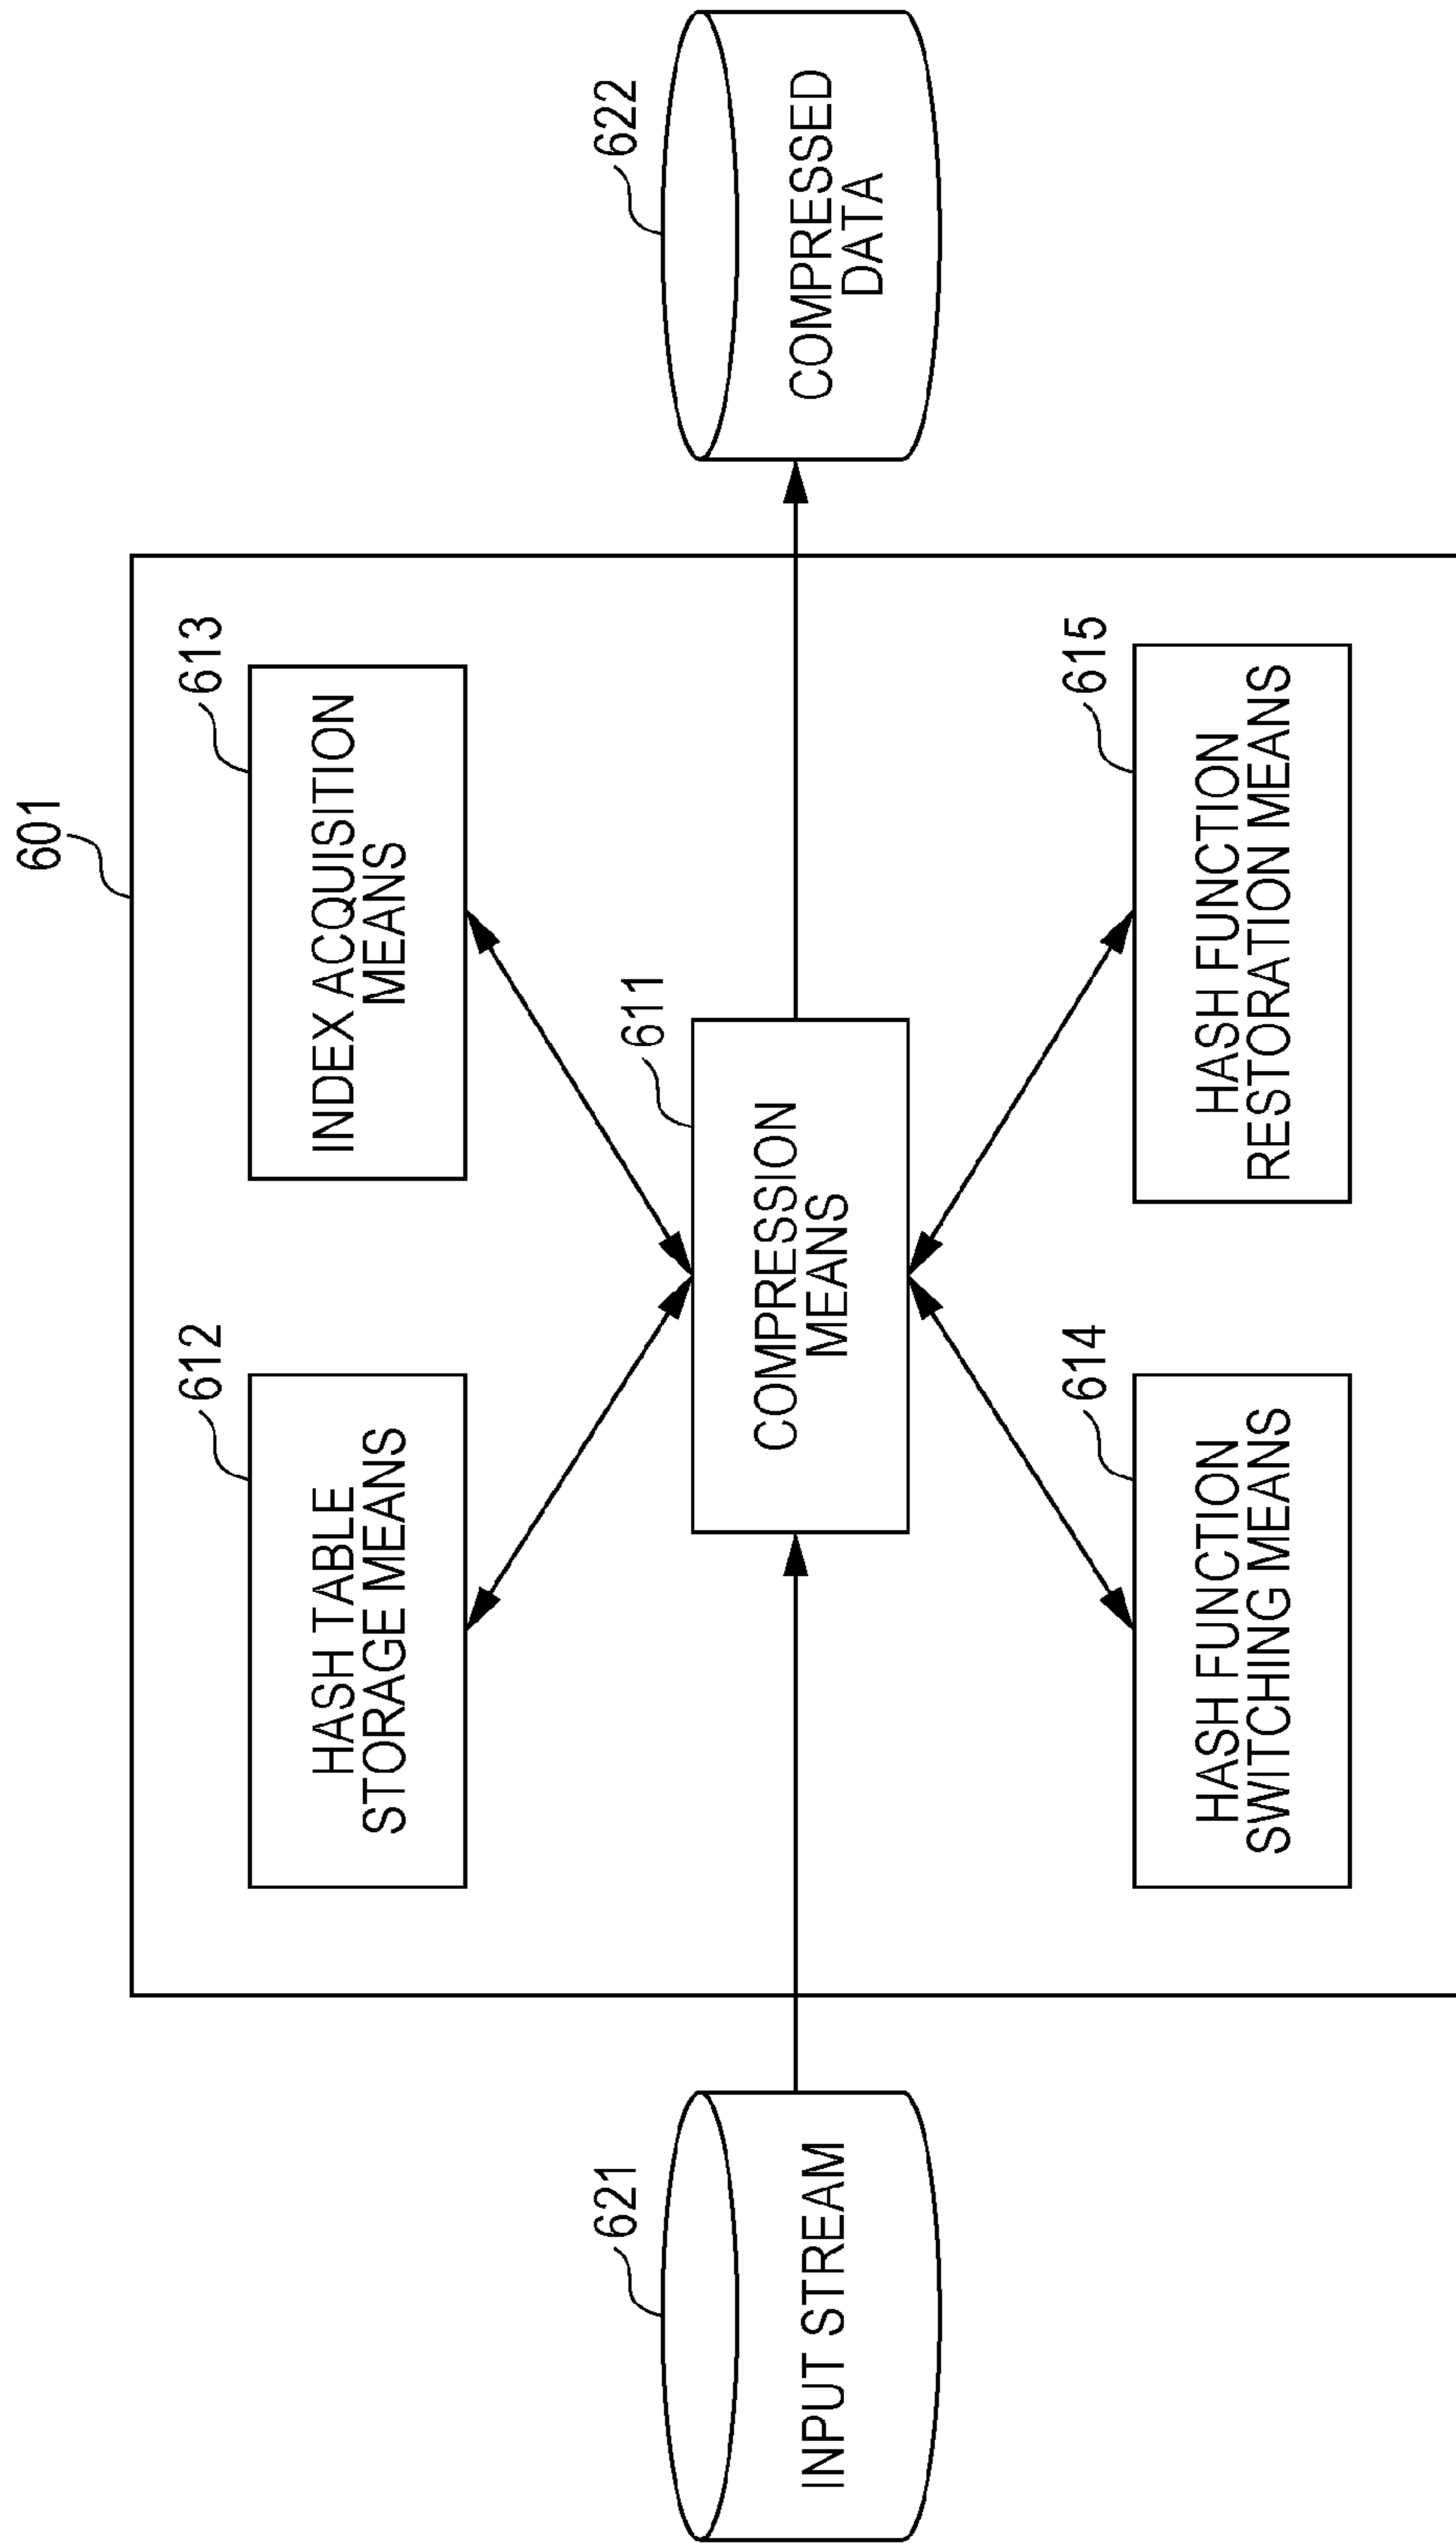 601
612
HASH TABLE
STORAGE MEANS
613
INDEX ACQUISITION
MEANS
621
INPUT STREAM
611
COMPRESSION
MEANS
622
COMPRESSED
DATA
614
HASH FUNCTION
SWITCHING MEANS
615
HASH FUNCTION
RESTORATION MEANS